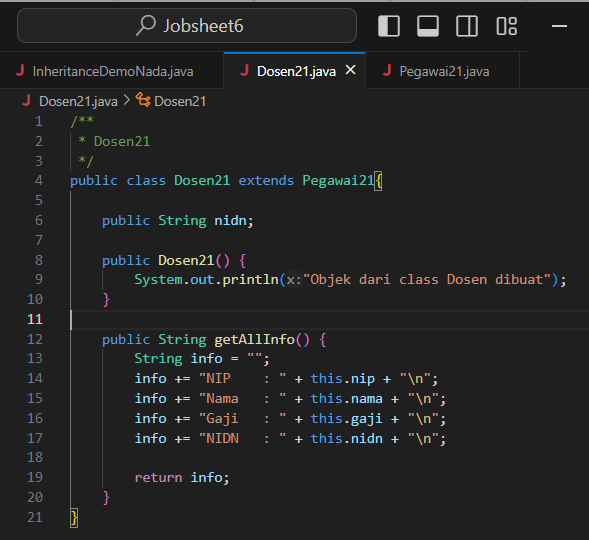 Jobsheet6
J InheritanceDemoNada.java J Dosen21.java × J Pegawai21.java
J Dosen21.java > Dosen21
1 /**
2  * Dosen21
3  */
4 public class Dosen21 extends Pegawai21{
5
6     public String nidn;
7
8     public Dosen21() {
9         System.out.println(x:"Objek dari class Dosen dibuat");
10     }
11
12     public String getAllInfo() {
13         String info = "";
14         info += "NIP    : " + this.nip + "\n";
15         info += "Nama   : " + this.nama + "\n";
16         info += "Gaji   : " + this.gaji + "\n";
17         info += "NIDN   : " + this.nidn + "\n";
18
19         return info;
20     }
21 }